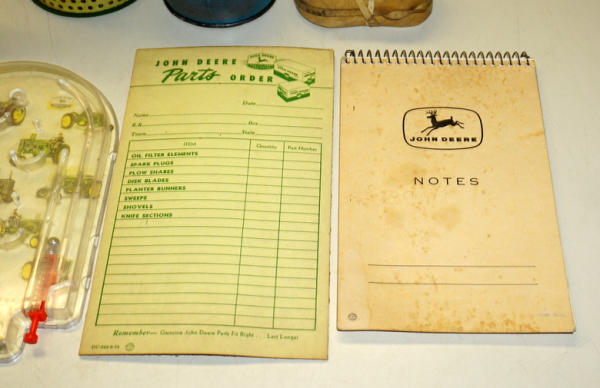 JOHN DEERE
Parts ORDER
Date
Name
R.R. Box
Town State
ITEM Quantity Part Number
OIL FILTER ELEMENTS
SPARK PLUGS
PLOW SHARES
DISK BLADES
PLANTER RUNNERS
SWEEPS
SHOVELS
KNIFE SECTIONS
Remember— Genuine John Deere Parts Fit Right . . . Last Longer
JOHN DEERE
NOTES